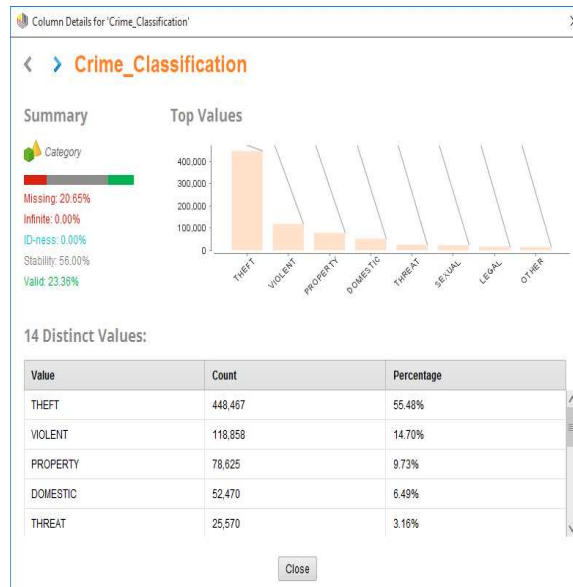 Column Details for 'Crime_Classification'
Crime_Classification
Summary
Category
Missing: 20.65%
Infinite: 0.00%
ID-ness: 0.00%
Stability: 56.00%
Valid: 23.36%
Top Values
400,000
300,000
200,000
100,000
0
THEFT
VIOLENT
PROPERTY
DOMESTIC
THREAT
SEXUAL
LEGAL
OTHER
14 Distinct Values:
Value Count Percentage
THEFT 448,467 55.48%
VIOLENT 118,858 14.70%
PROPERTY 78,625 9.73%
DOMESTIC 52,470 6.49%
THREAT 25,570 3.16%
Close